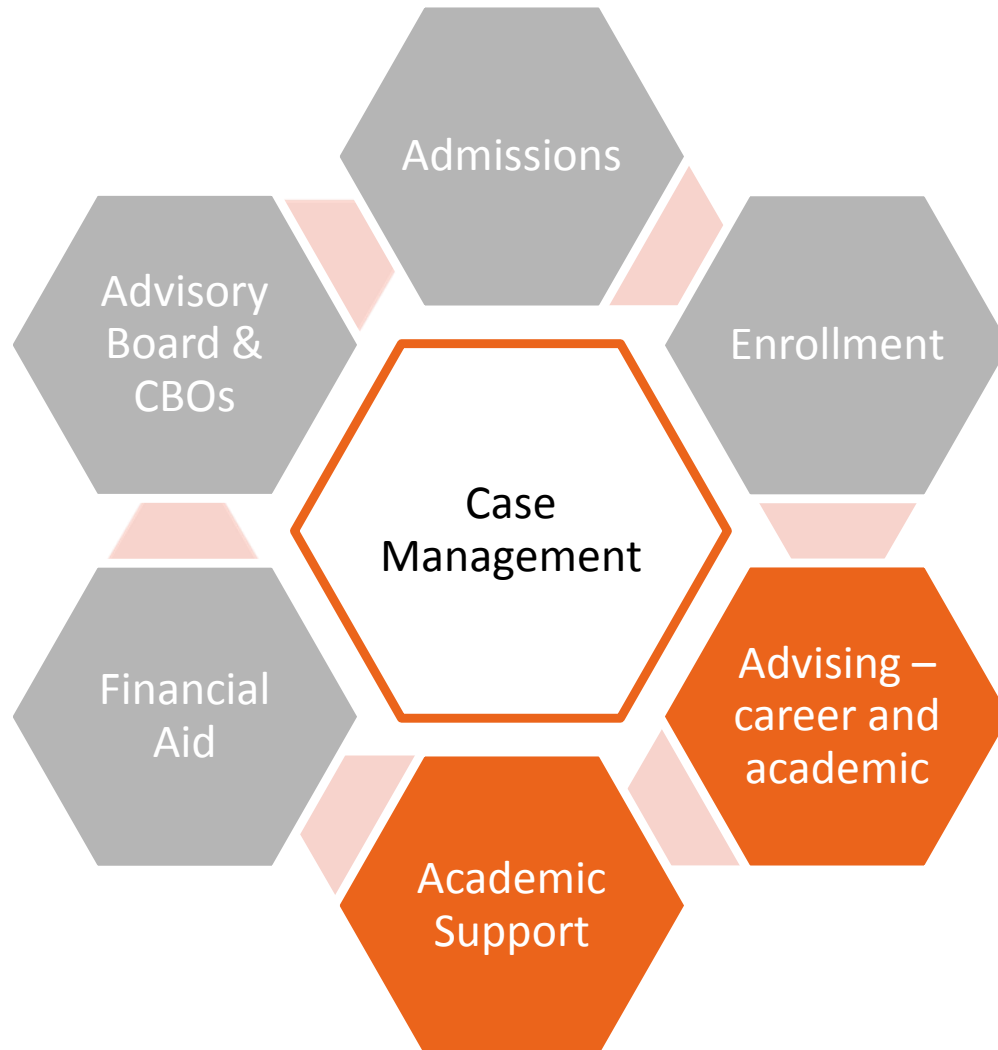 Admissions
Enrollment
Advising –
career and
academic
Academic
Support
Financial
Aid
Advisory
Board &
CBOs
Case
Management